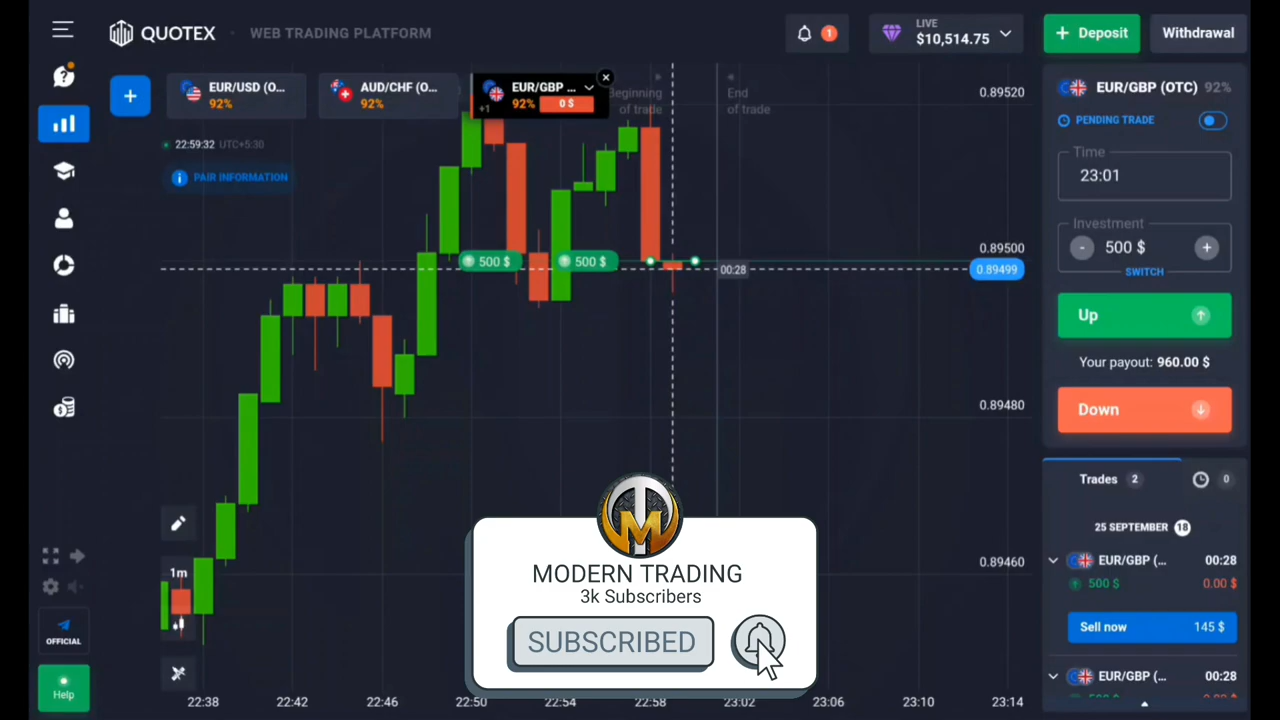 QUOTEX
WEB TRADING PLATFORM
1
LIVE
$10,514.75
+ Deposit
Withdrawal
+
EUR/USD (O...
92%
AUD/CHF (O...
92%
EUR/GBP ...
+1
92%
0 $
Beginning
of trade
End
of trade
22:59:32 UTC+5:30
PAIR INFORMATION
500 $
500 $
00:28
0.89520
0.89500
0.89499
0.89480
0.89460
EUR/GBP (OTC) 92%
PENDING TRADE
Time
23:01
Investment
- 500 $ +
SWITCH
Up
Your payout: 960.00 $
Down
Trades 2
0
25 SEPTEMBER 18
EUR/GBP (... 00:28
500 $ 0.00 $
Sell now 145 $
EUR/GBP (... 00:28
1m
OFFICIAL
Help
22:38 22:42 22:46 22:50 22:54 22:58 23:02 23:06 23:10 23:14
M
MODERN TRADING
3k Subscribers
SUBSCRIBED